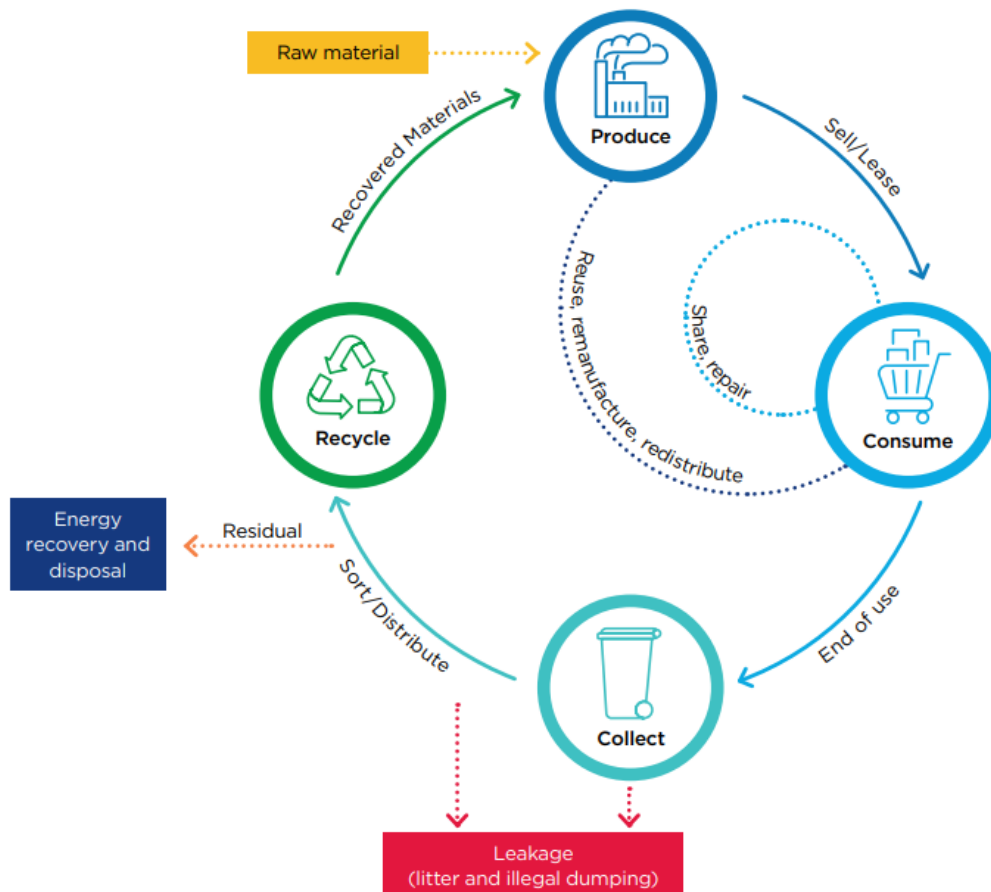 Raw material
Produce
Recovered Materials
Sell/Lease
Reuse, remanufacture, redistribute
Share, repair
Recycle
Consume
Energy
recovery and
disposal
Residual
Sort/Distribute
End of use
Collect
Leakage
(litter and illegal dumping)